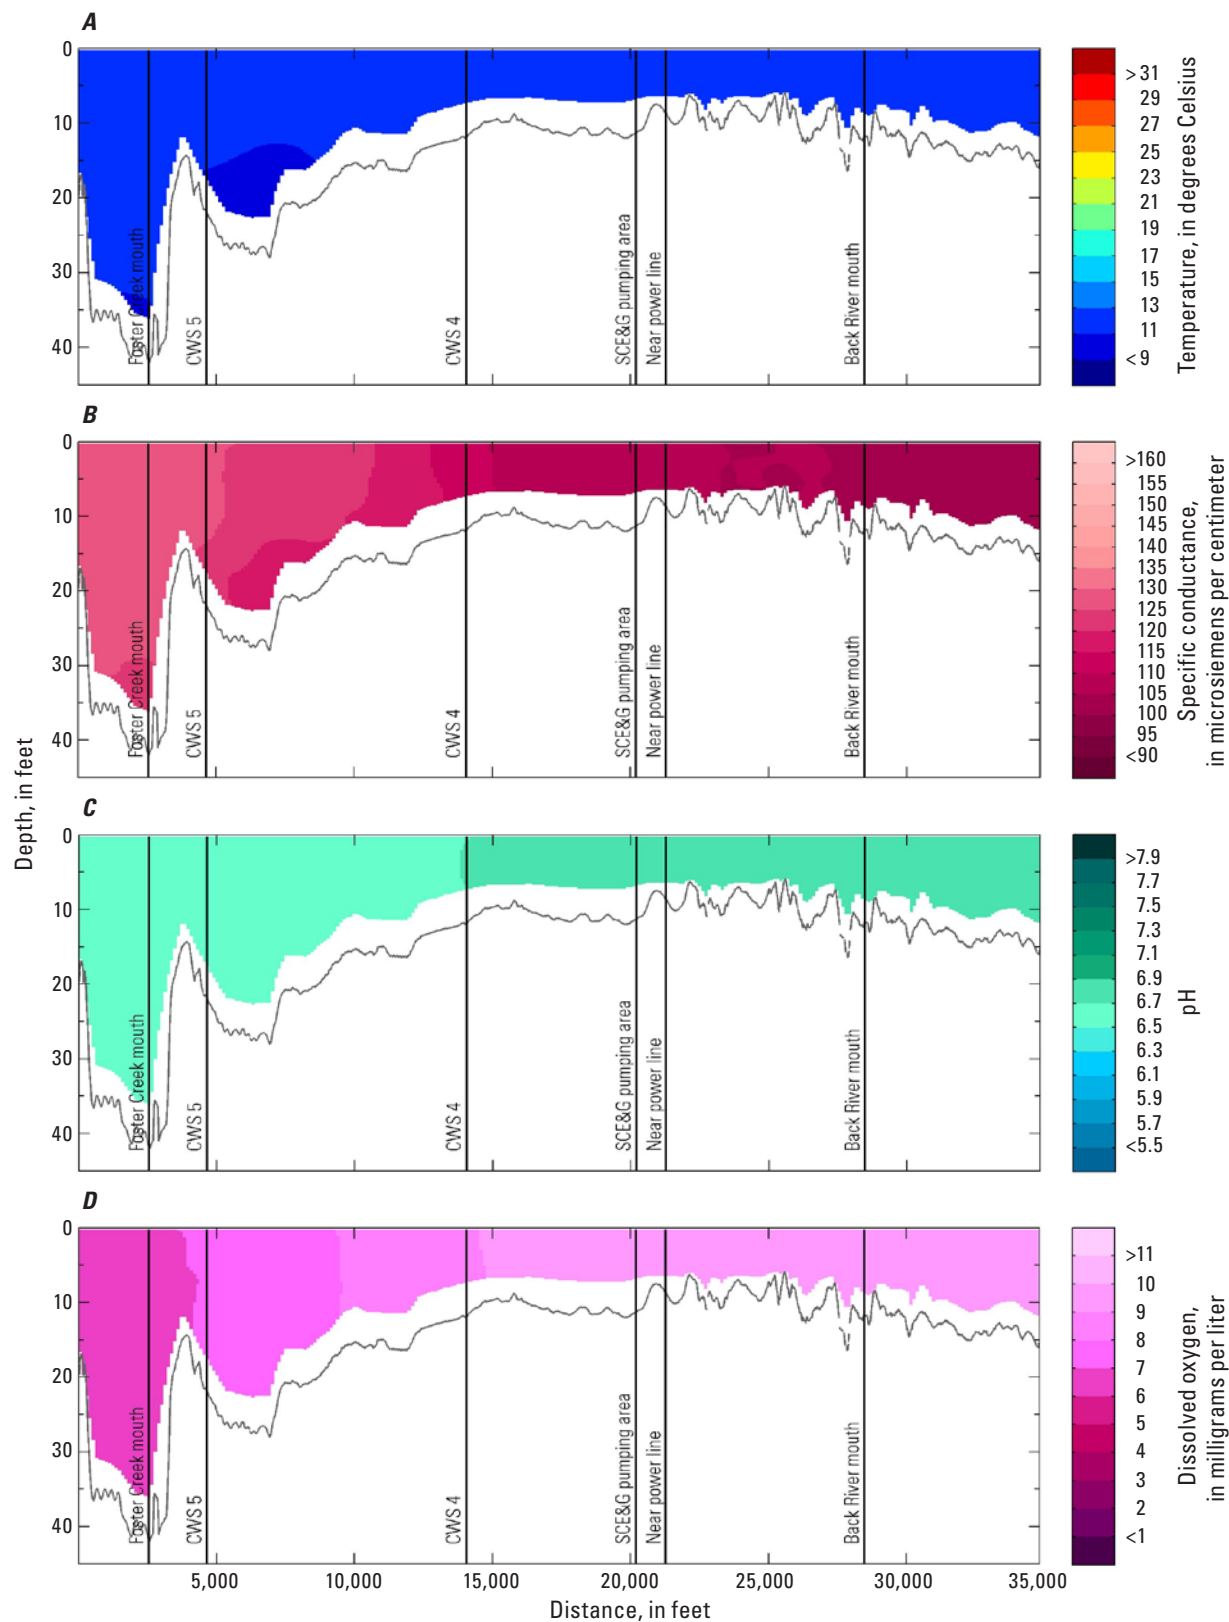 A
0
10
20
30
40
Foster Creek mouth
CWS 5
CWS 4
SCE&G pumping area
Near power line
Back River mouth
>31
29
27
25
23
21
19
17
15
13
11
<9
Temperature, in degrees Celsius
B
0
10
20
30
40
Foster Creek mouth
CWS 5
CWS 4
SCE&G pumping area
Near power line
Back River mouth
>160
155
150
145
140
135
130
125
120
115
110
105
100
95
<90
Specific conductance,
in microsiemens per centimeter
Depth, in feet
C
0
10
20
30
40
Foster Creek mouth
CWS 5
CWS 4
SCE&G pumping area
Near power line
Back River mouth
>7.9
7.7
7.5
7.3
7.1
6.9
6.7
6.5
6.3
6.1
5.9
5.7
<5.5
pH
D
0
10
20
30
40
Foster Creek mouth
CWS 5
CWS 4
SCE&G pumping area
Near power line
Back River mouth
>11
10
9
8
7
6
5
4
3
2
<1
Dissolved oxygen,
in milligrams per liter
5,000 10,000 15,000 20,000 25,000 30,000 35,000
Distance, in feet